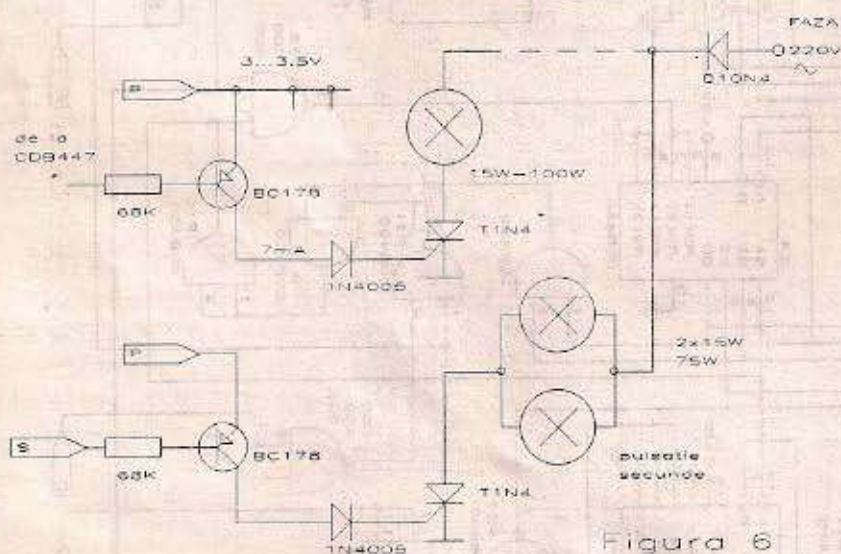 FAZA
220V
3...3.5V
D10N4
P
de la
CDB447
15W-100W
BC178
68K
T1N4
7mA
1N4005
P
2x15W
75W
S
BC178
pulsatie
secunde
68K
T1N4
1N4005
Figura 6